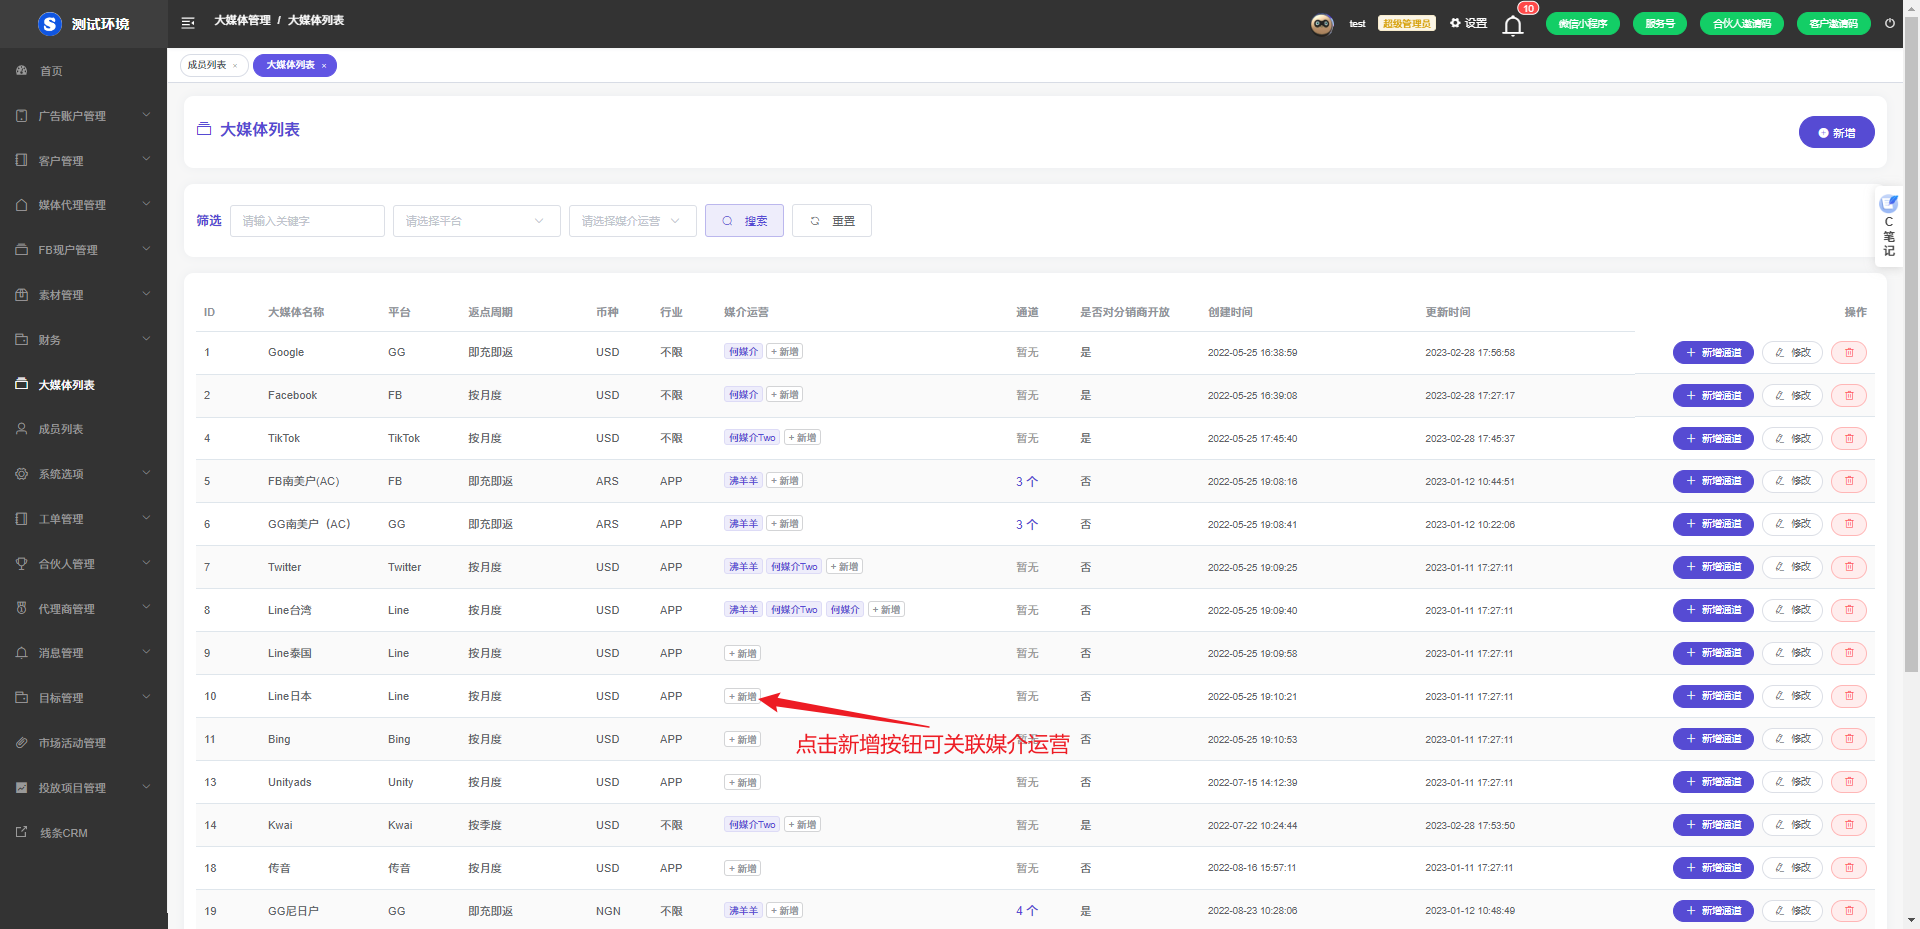 测试环境
大媒体管理 / 大媒体列表
test
超级管理员
设置
10
微信小程序
服务号
合伙人邀请码
客户邀请码
首页
广告账户管理
客户管理
媒体代理管理
FB现户管理
素材管理
财务
大媒体列表
成员列表
系统选项
工单管理
合伙人管理
代理商管理
消息管理
目标管理
市场活动管理
投放项目管理
线条CRM
成员列表 ×
大媒体列表 ×
大媒体列表
新增
筛选 请输入关键字 请选择平台 请选择媒介运营 搜索 重置
C
笔
记
ID 大媒体名称 平台 返点周期 币种 行业 媒介运营 通道 是否对分销商开放 创建时间 更新时间 操作
1 Google GG 即充即返 USD 不限 何媒介 + 新增 暂无 是 2022-05-25 16:38:59 2023-02-28 17:56:58 + 新增通道 修改
2 Facebook FB 按月度 USD 不限 何媒介 + 新增 暂无 是 2022-05-25 16:39:08 2023-02-28 17:27:17 + 新增通道 修改
4 TikTok TikTok 按月度 USD 不限 何媒介Two + 新增 暂无 是 2022-05-25 17:45:40 2023-02-28 17:45:37 + 新增通道 修改
5 FB南美户(AC) FB 即充即返 ARS APP 沸羊羊 + 新增 3 个 否 2022-05-25 19:08:16 2023-01-12 10:44:51 + 新增通道 修改
6 GG南美户（AC） GG 即充即返 ARS APP 沸羊羊 + 新增 3 个 否 2022-05-25 19:08:41 2023-01-12 10:22:06 + 新增通道 修改
7 Twitter Twitter 按月度 USD APP 沸羊羊 何媒介Two + 新增 暂无 否 2022-05-25 19:09:25 2023-01-11 17:27:11 + 新增通道 修改
8 Line台湾 Line 按月度 USD APP 沸羊羊 何媒介Two 何媒介 + 新增 暂无 否 2022-05-25 19:09:40 2023-01-11 17:27:11 + 新增通道 修改
9 Line泰国 Line 按月度 USD APP + 新增 暂无 否 2022-05-25 19:09:58 2023-01-11 17:27:11 + 新增通道 修改
10 Line日本 Line 按月度 USD APP + 新增 暂无 否 2022-05-25 19:10:21 2023-01-11 17:27:11 + 新增通道 修改
11 Bing Bing 按月度 USD APP + 新增 暂无 否 2022-05-25 19:10:53 2023-01-11 17:27:11 + 新增通道 修改
点击新增按钮可关联媒介运营
13 Unityads Unity 按月度 USD APP + 新增 暂无 否 2022-07-15 14:12:39 2023-01-11 17:27:11 + 新增通道 修改
14 Kwai Kwai 按季度 USD 不限 何媒介Two + 新增 暂无 是 2022-07-22 10:24:44 2023-02-28 17:53:50 + 新增通道 修改
18 传音 传音 按月度 USD APP + 新增 暂无 否 2022-08-16 15:57:11 2023-01-11 17:27:11 + 新增通道 修改
19 GG尼日户 GG 即充即返 NGN 不限 沸羊羊 + 新增 4 个 是 2022-08-23 10:28:06 2023-01-12 10:48:49 + 新增通道 修改